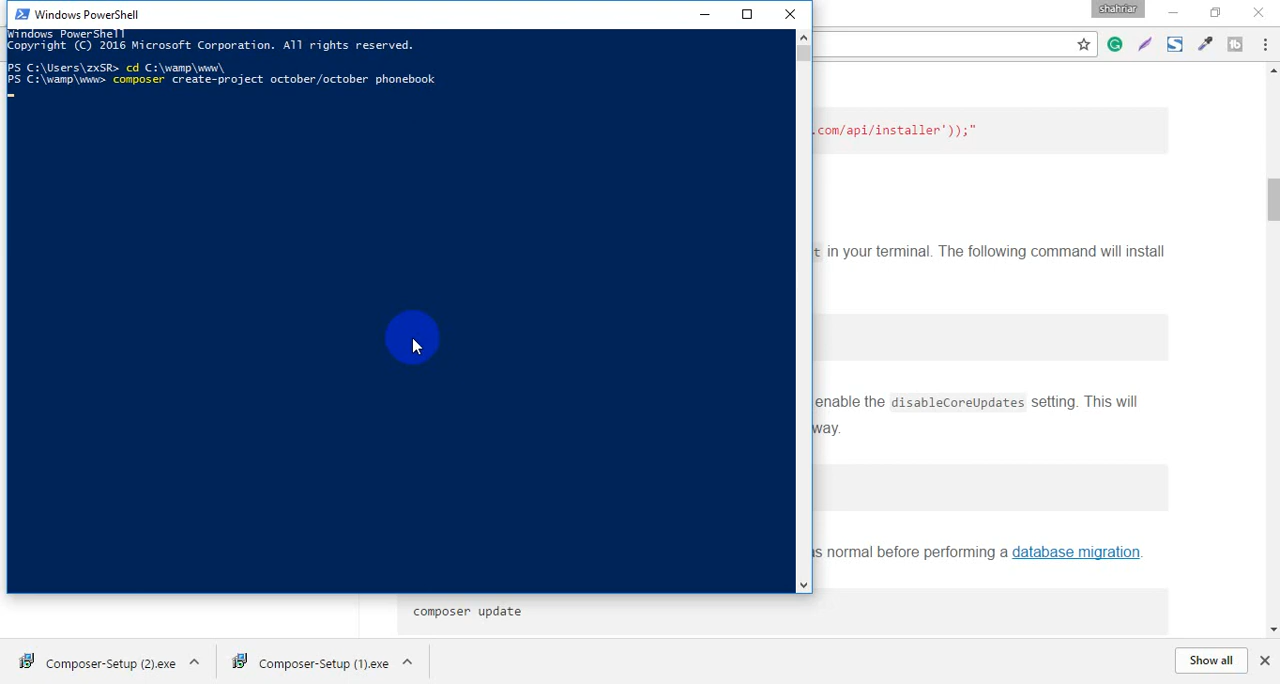 Windows PowerShell
shahriar
Windows PowerShell
Copyright (C) 2016 Microsoft Corporation. All rights reserved.
PS C:\Users\zxSR> cd C:\wamp\www\
PS C:\wamp\www> composer create-project october/october phonebook
.com/api/installer'));"
t in your terminal. The following command will install
enable the disableCoreUpdates setting. This will
way.
as normal before performing a database migration.
composer update
Composer-Setup (2).exe
Composer-Setup (1).exe
Show all